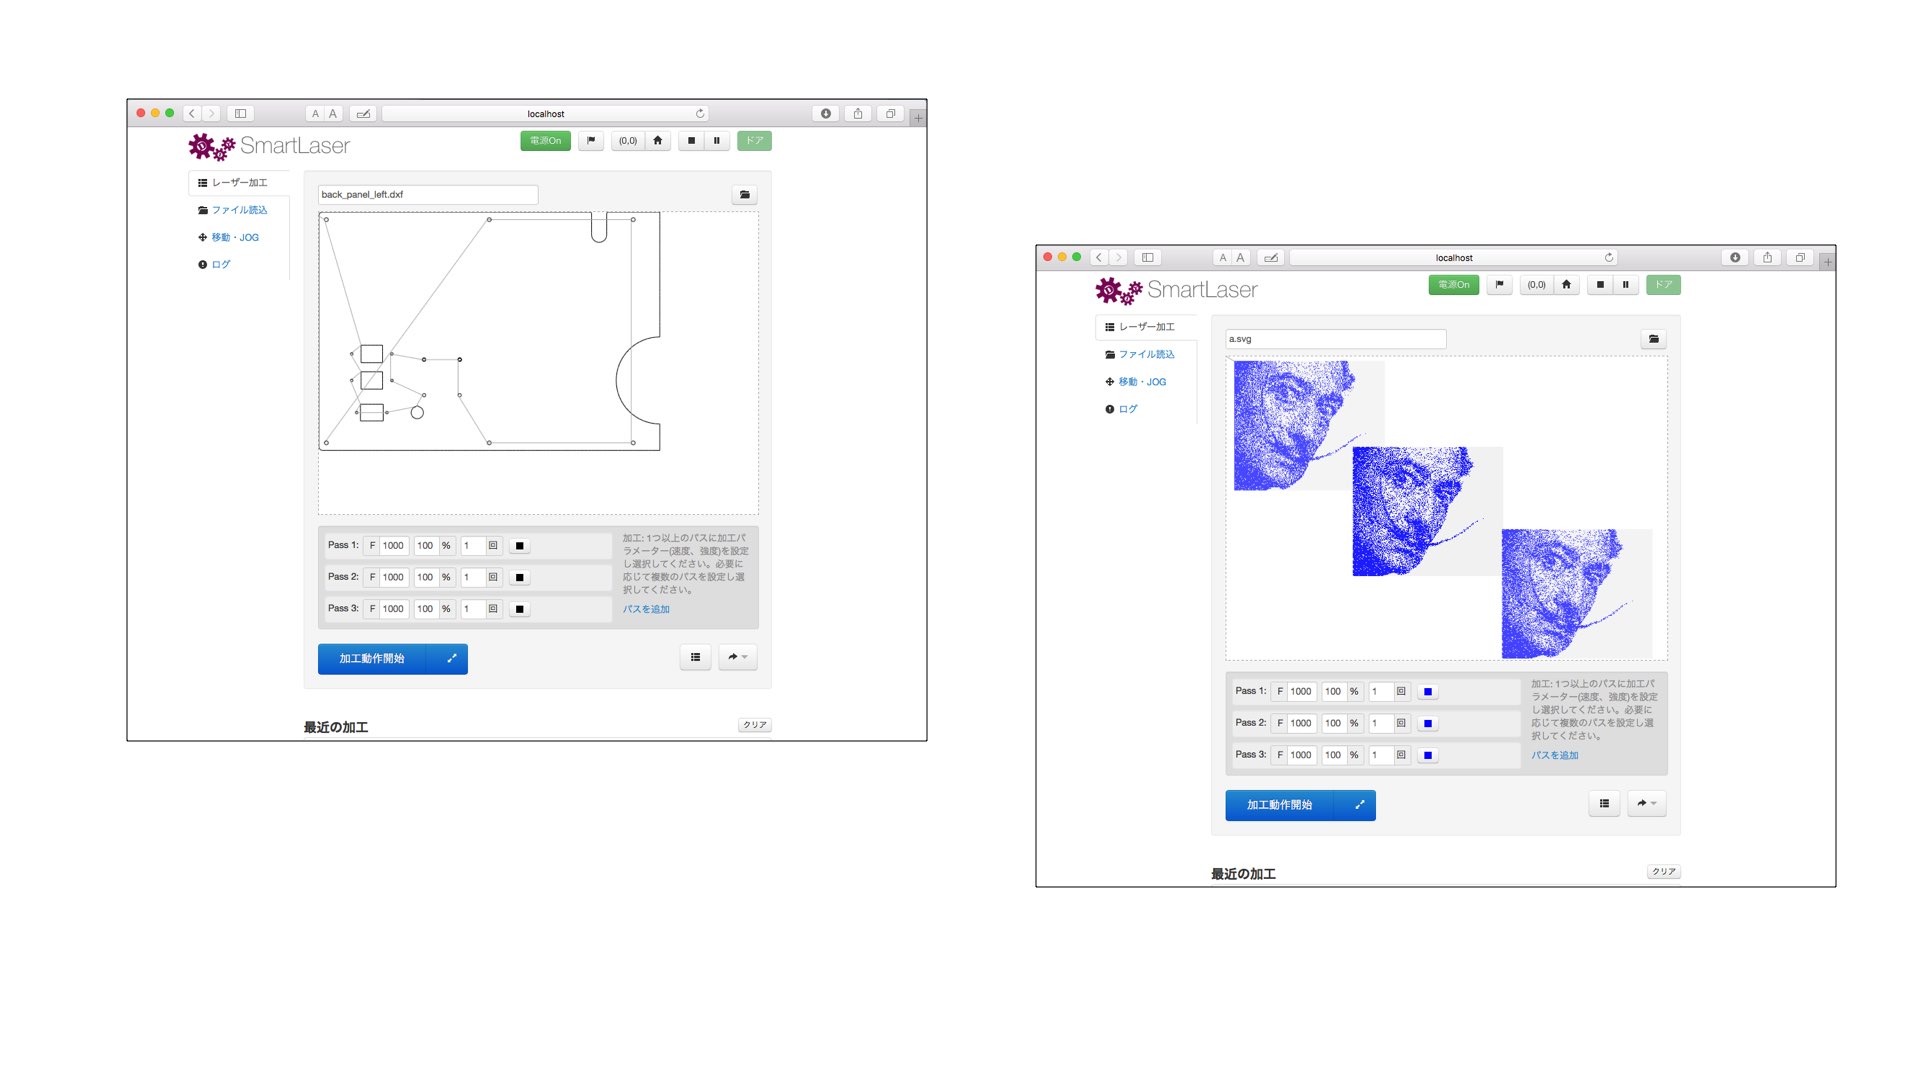 localhost
SmartLaser
電源On
(0,0)
ドア
レーザー加工
ファイル読込
移動・JOG
ログ
back_panel_left.dxf
Pass 1: F 1000 100 % 1 回
Pass 2: F 1000 100 % 1 回
Pass 3: F 1000 100 % 1 回
加工: 1つ以上のパスに加工パ
ラメーター(速度、強度)を設定
し選択してください。必要に
応じて複数のパスを設定し選
択してください。
パスを追加
加工動作開始
最近の加工
クリア
localhost
SmartLaser
電源On
(0,0)
ドア
レーザー加工
ファイル読込
移動・JOG
ログ
a.svg
Pass 1: F 1000 100 % 1 回
Pass 2: F 1000 100 % 1 回
Pass 3: F 1000 100 % 1 回
加工: 1つ以上のパスに加工パ
ラメーター(速度、強度)を設定
し選択してください。必要に
応じて複数のパスを設定し選
択してください。
パスを追加
加工動作開始
最近の加工
クリア